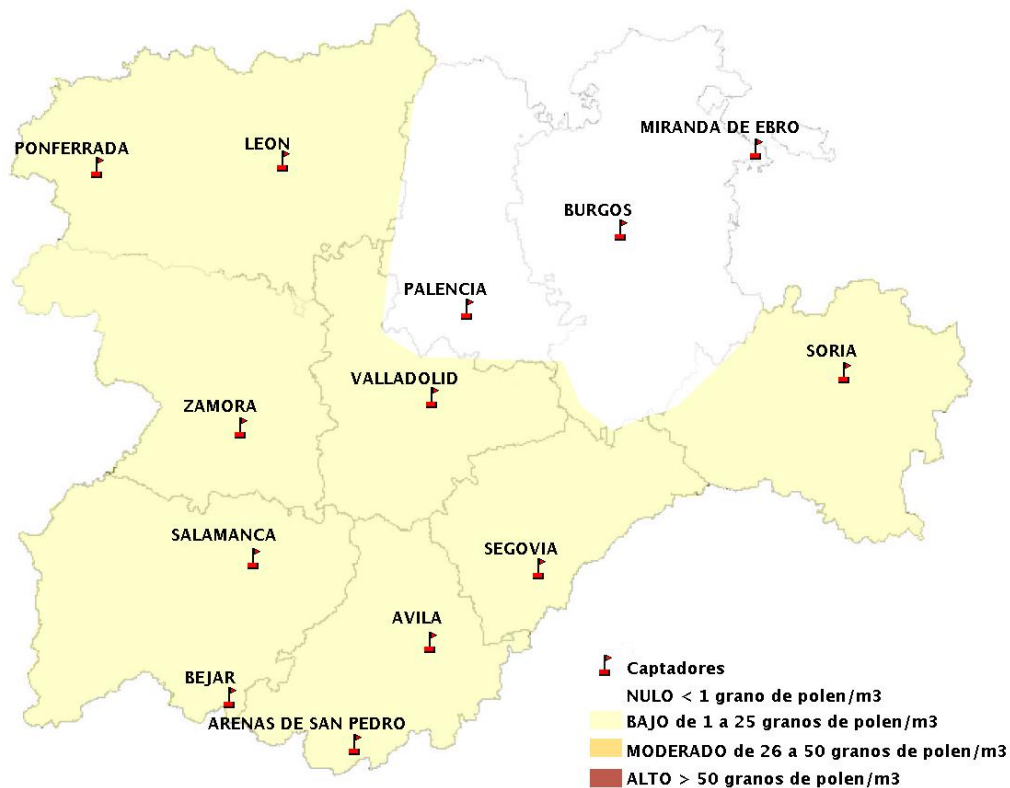 MIRANDA DE EBRO
PONFERRADA
LEON
BURGOS
PALENCIA
SORIA
VALLADOLID
ZAMORA
SALAMANCA
SEGOVIA
AVILA
BEJAR
ARENAS DE SAN PEDRO
Captadores
NULO < 1 grano de polen/m3
BAJO de 1 a 25 granos de polen/m3
MODERADO de 26 a 50 granos de polen/m3
ALTO > 50 granos de polen/m3